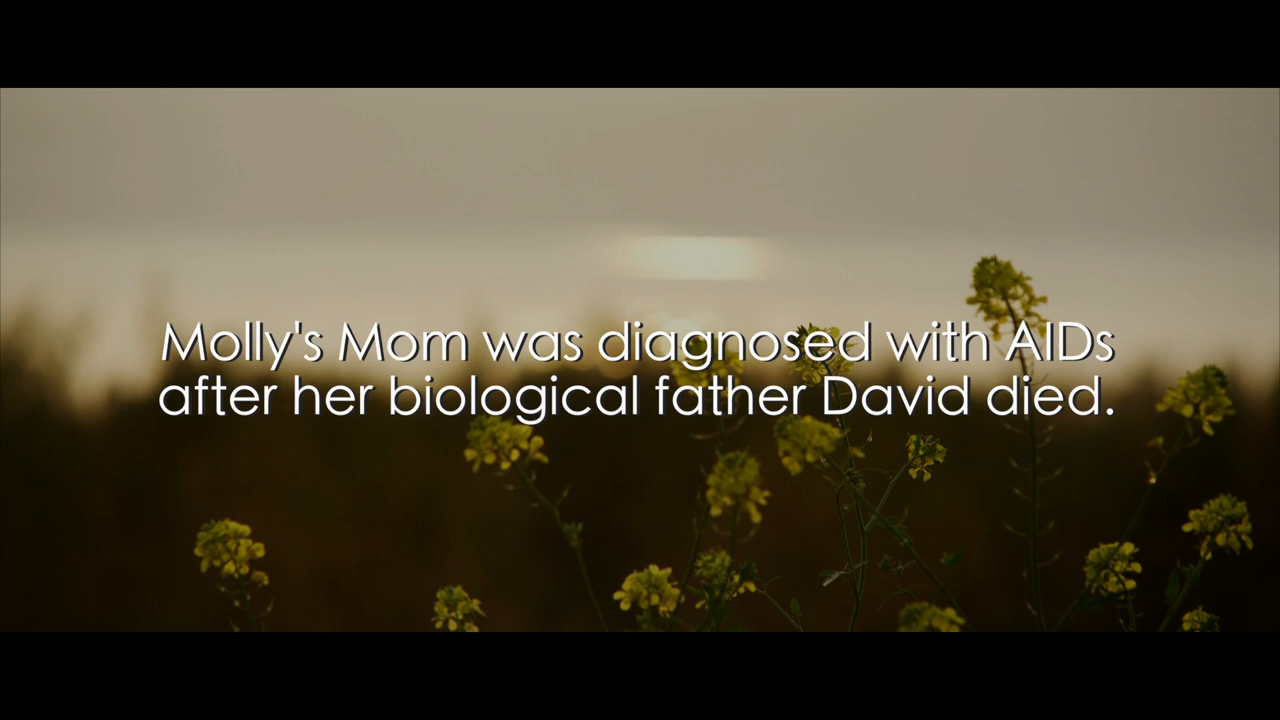 Molly's Mom was diagnosed with AIDs
after her biological father David died.